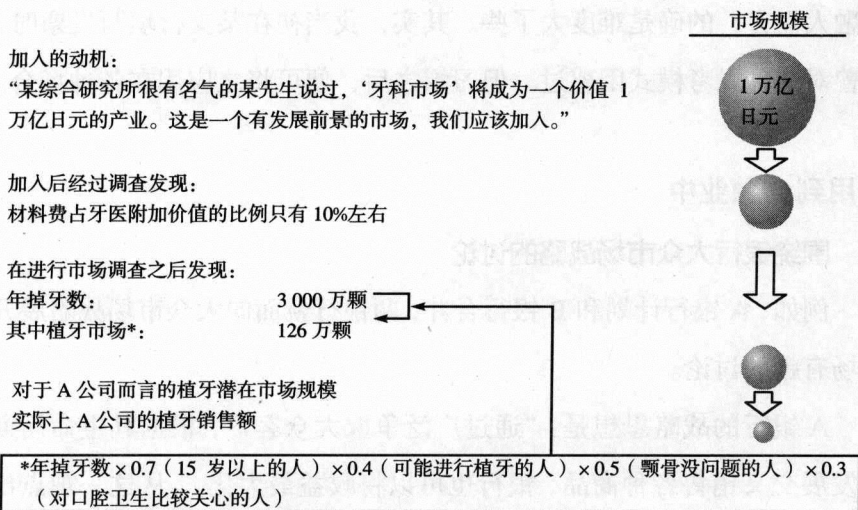 市场规模
加入的动机：
“某综合研究所很有名气的某先生说过，‘牙科市场’将成为一个价值 1
万亿日元的产业。这是一个有发展前景的市场，我们应该加入。”
1 万亿
日元
加入后经过调查发现：
材料费占牙医附加价值的比例只有 10%左右
在进行市场调查之后发现：
年掉牙数： 3 000 万颗
其中植牙市场*： 126 万颗
对于 A 公司而言的植牙潜在市场规模
实际上 A 公司的植牙销售额
*年掉牙数×0.7（15 岁以上的人）×0.4（可能进行植牙的人）×0.5（颚骨没问题的人）×0.3
（对口腔卫生比较关心的人）